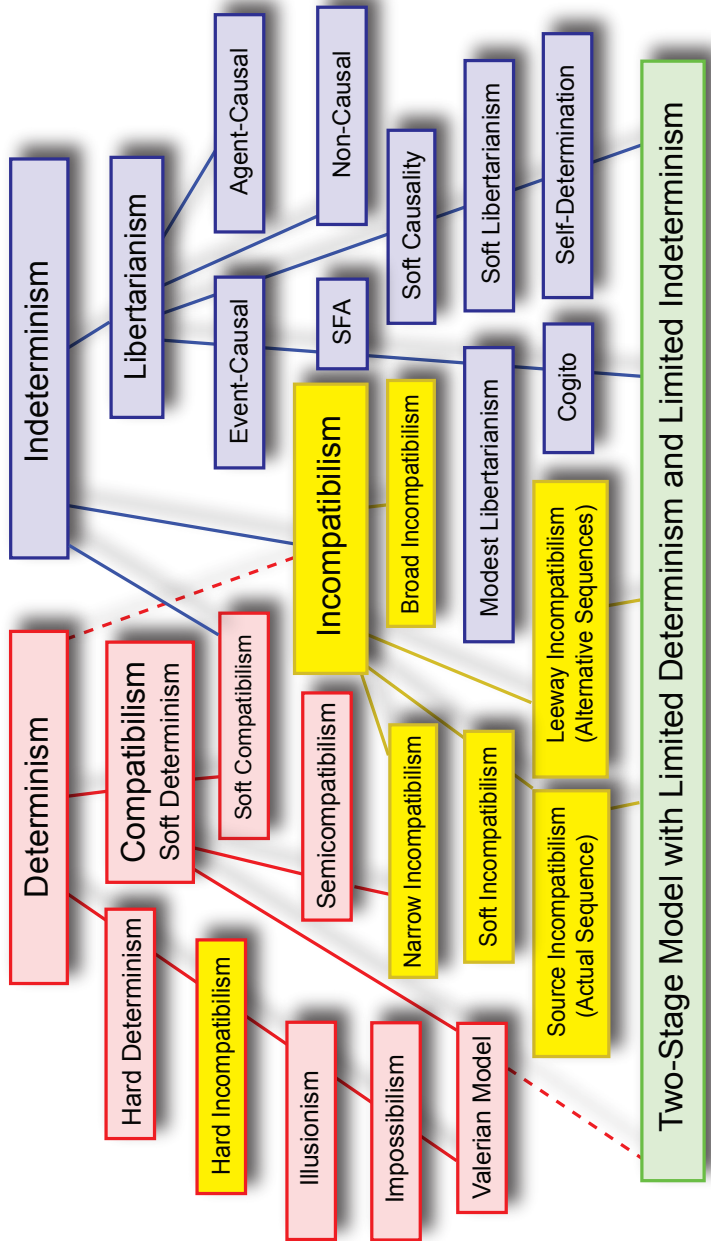 Determinism
Indeterminism
Hard Determinism
Compatibilism
Soft Determinism
Libertarianism
Hard Incompatibilism
Soft Compatibilism
Event-Causal
Agent-Causal
Illusionism
Semicompatibilism
Incompatibilism
SFA
Non-Causal
Impossibilism
Narrow Incompatibilism
Broad Incompatibilism
Soft Causality
Valerian Model
Soft Incompatibilism
Modest Libertarianism
Soft Libertarianism
Source Incompatibilism
(Actual Sequence)
Leeway Incompatibilism
(Alternative Sequences)
Cogito
Self-Determination
Two-Stage Model with Limited Determinism and Limited Indeterminism